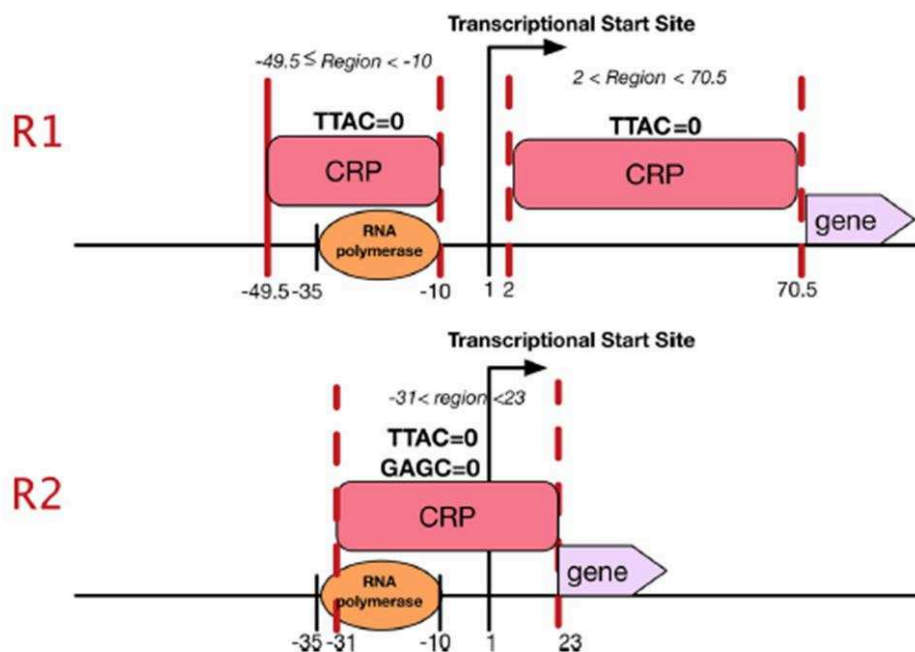 Transcriptional Start Site
-49.5 ≤ Region < -10
2 < Region < 70.5
R1
TTAC=0
TTAC=0
CRP
CRP
RNA
polymerase
gene
-49.5 -35 -10 1 2 70.5
Transcriptional Start Site
-31< region <23
TTAC=0
GAGC=0
R2
CRP
RNA
polymerase
gene
-35 -31 -10 1 23